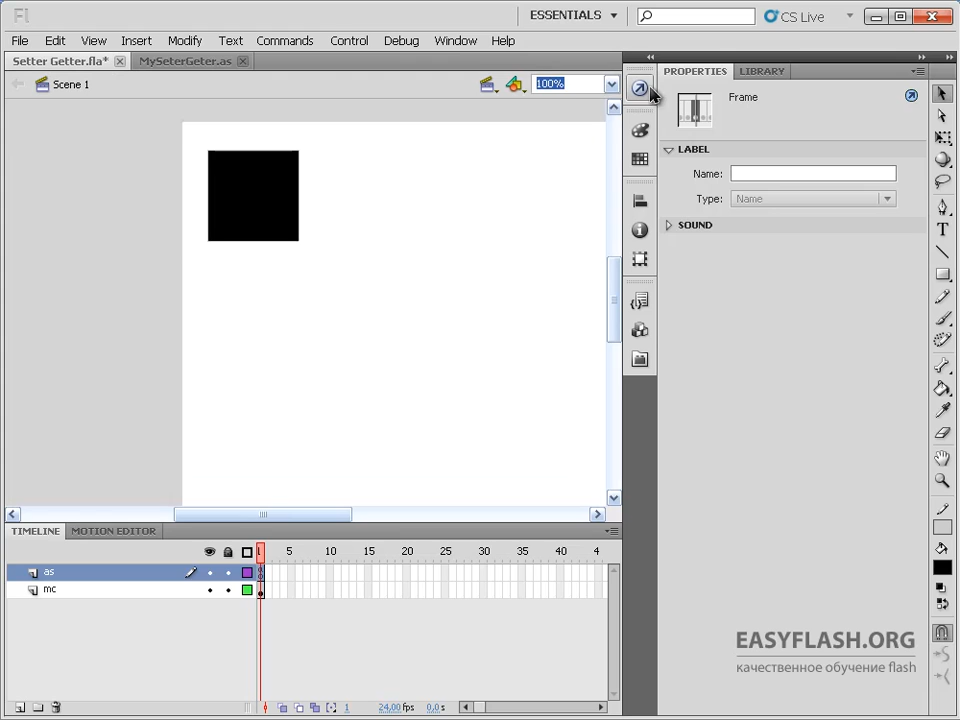 Fl
ESSENTIALS
CS Live
File Edit View Insert Modify Text Commands Control Debug Window Help
Setter Getter.fla*
MySeterGeter.as
Scene 1
100%
PROPERTIES
LIBRARY
Frame
LABEL
Name:
Type:
Name
SOUND
TIMELINE
MOTION EDITOR
1 5 10 15 20 25 30 35 40 4
as
mc
1
24,00 fps
0,0 s
EASYFLASH.ORG
качественное обучение flash